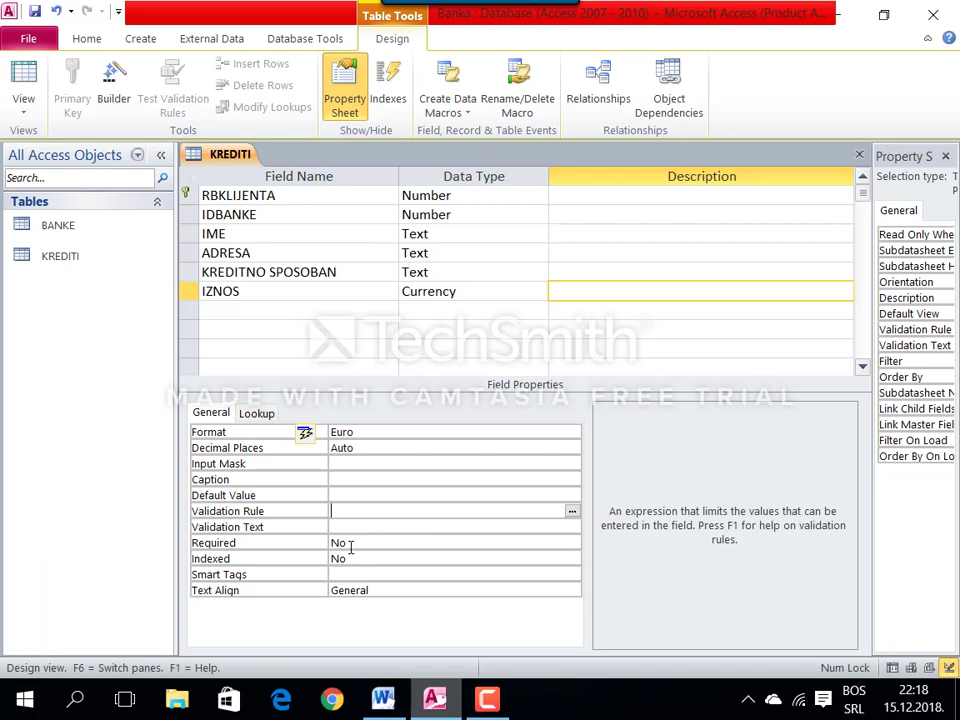 Table Tools
Banka : Database (Access 2007 - 2010) - Microsoft Access (Product A...
File Home Create External Data Database Tools Design
View
Primary Key
Builder
Test Validation Rules
Insert Rows
Delete Rows
Modify Lookups
Property Sheet
Indexes
Create Data Macros
Rename/Delete Macro
Relationships
Object Dependencies
Views Tools Show/Hide Field, Record & Table Events Relationships
All Access Objects
Search...
Tables
BANKE
KREDITI
KREDITI
Field Name Data Type Description
RBKLIJENTA Number
IDBANKE Number
IME Text
ADRESA Text
KREDITNO SPOSOBAN Text
IZNOS Currency
TechSmith
MADE WITH CAMTASIA FREE TRIAL
Field Properties
General Lookup
Format Euro
Decimal Places Auto
Input Mask
Caption
Default Value
Validation Rule
Validation Text
Required No
Indexed No
Smart Tags
Text Align General
An expression that limits the values that can be
entered in the field. Press F1 for help on validation
rules.
Property S
Selection type: T
General
Read Only Whe
Subdatasheet E
Subdatasheet H
Orientation
Description
Default View
Validation Rule
Validation Text
Filter
Order By
Subdatasheet N
Link Child Fields
Link Master Fiel
Filter On Load
Order By On Lo
Design view. F6 = Switch panes. F1 = Help.
Num Lock
BOS
SRL
22:18
15.12.2018.